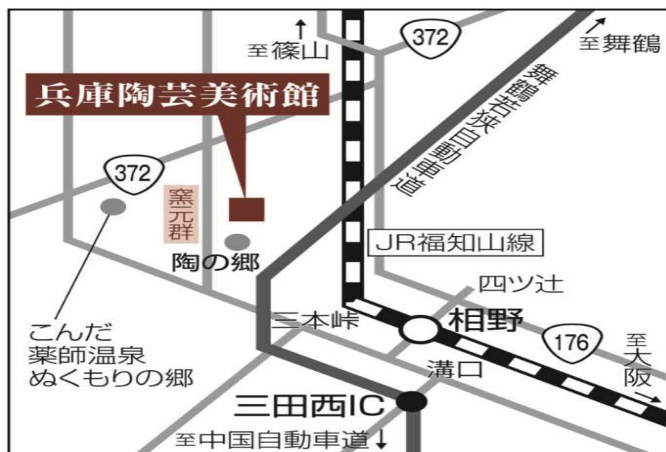 至篠山
372
至舞鶴
兵庫陶芸美術館
舞鶴若狭自動車道
372
窯元群
陶の郷
JR福知山線
四ツ辻
こんだ
薬師温泉
ぬくもりの郷
三本峠
相野
176
至大阪
溝口
三田西IC
至中国自動車道